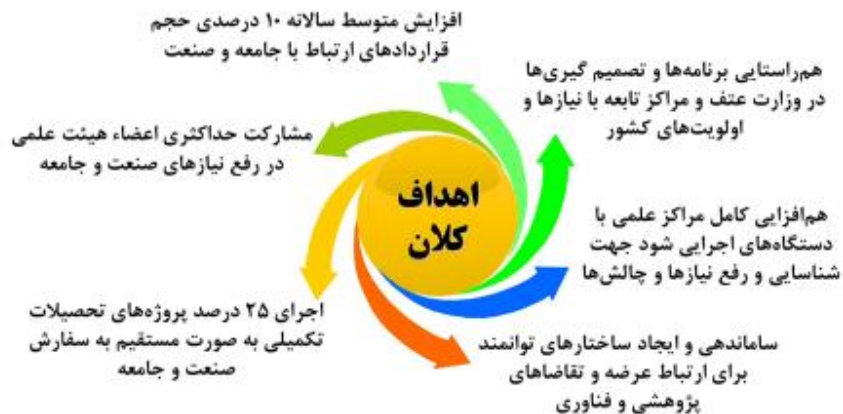 اهداف
کلان
افزایش متوسط سالانه ۱۰ درصدی حجم
قراردادهای ارتباط با جامعه و صنعت
هم‌راستایی برنامه‌ها و تصمیم گیری‌ها
در وزارت عتف و مراکز تابعه با نیازها و
اولویت‌های کشور
هم‌افزایی کامل مراکز علمی با
دستگاه‌های اجرایی شود جهت
شناسایی و رفع نیازها و چالش‌ها
ساماندهی و ایجاد ساختارهای توانمند
برای ارتباط عرضه و تقاضاهای
پژوهشی و فناوری
اجرای ۲۵ درصد پروژه‌های تحصیلات
تکمیلی به صورت مستقیم به سفارش
صنعت و جامعه
مشارکت حداکثری اعضاء هیئت علمی
در رفع نیازهای صنعت و جامعه